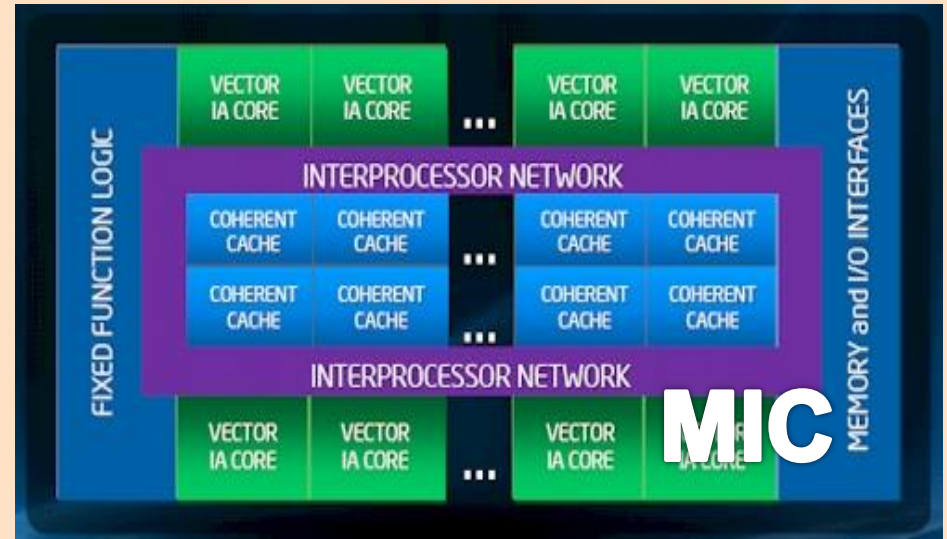 FIXED FUNCTION LOGIC
VECTOR VECTOR ... VECTOR VECTOR
IA CORE IA CORE IA CORE IA CORE
INTERPROCESSOR NETWORK
COHERENT COHERENT ... COHERENT COHERENT
CACHE CACHE CACHE CACHE
COHERENT COHERENT ... COHERENT COHERENT
CACHE CACHE CACHE CACHE
INTERPROCESSOR NETWORK
VECTOR VECTOR ... VECTOR
IA CORE IA CORE IA CORE
MIC
MEMORY and I/O INTERFACES